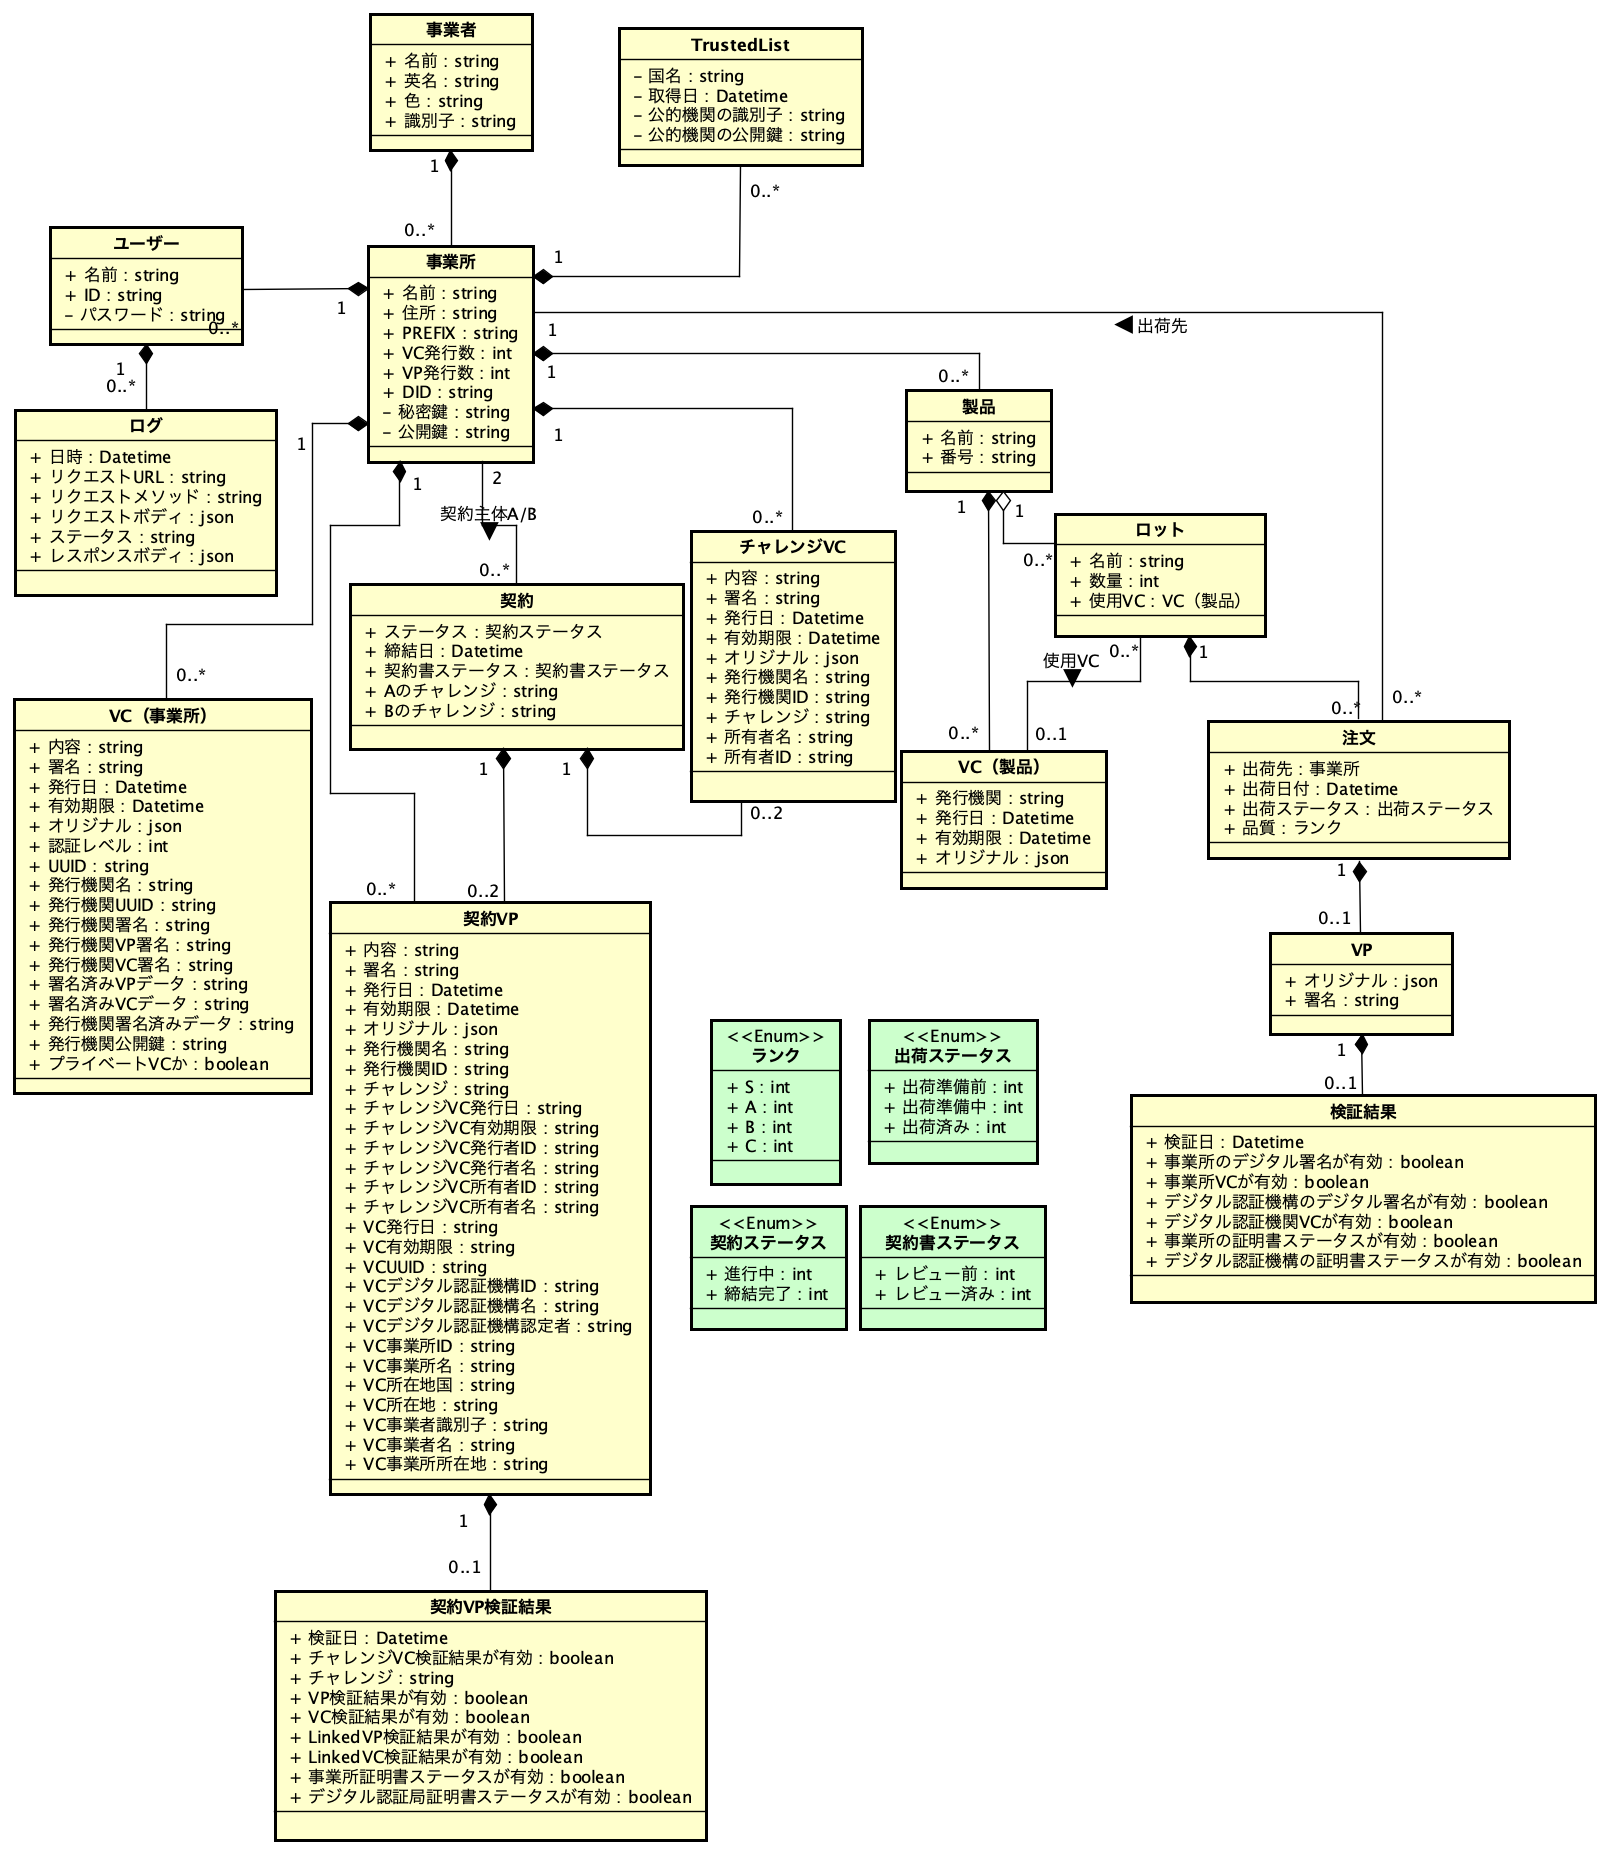 事業者
+ 名前 : string
+ 英名 : string
+ 色 : string
+ 識別子 : string
1
0..*
TrustedList
– 国名 : string
– 取得日 : Datetime
– 公的機関の識別子 : string
– 公的機関の公開鍵 : string
0..*
1
ユーザー
+ 名前 : string
+ ID : string
– パスワード : string
0..*
1
1
0..*
事業所
+ 名前 : string
+ 住所 : string
+ PREFIX : string
+ VC発行数 : int
+ VP発行数 : int
+ DID : string
– 秘密鍵 : string
– 公開鍵 : string
1
出荷先
1
0..*
1
1
1
2
契約主体A/B
0..*
ログ
+ 日時 : Datetime
+ リクエストURL : string
+ リクエストメソッド : string
+ リクエストボディ : json
+ ステータス : string
+ レスポンスボディ : json
製品
+ 名前 : string
+ 番号 : string
1
1
0..*
ロット
+ 名前 : string
+ 数量 : int
+ 使用VC : VC（製品）
0..*
1
使用VC
0..*
0..1
0..*
0..*
0..*
チャレンジVC
+ 内容 : string
+ 署名 : string
+ 発行日 : Datetime
+ 有効期限 : Datetime
+ オリジナル : json
+ 発行機関名 : string
+ 発行機関ID : string
+ チャレンジ : string
+ 所有者名 : string
+ 所有者ID : string
0..2
契約
+ ステータス : 契約ステータス
+ 締結日 : Datetime
+ 契約書ステータス : 契約書ステータス
+ Aのチャレンジ : string
+ Bのチャレンジ : string
1
1
0..*
VC（事業所）
+ 内容 : string
+ 署名 : string
+ 発行日 : Datetime
+ 有効期限 : Datetime
+ オリジナル : json
+ 認証レベル : int
+ UUID : string
+ 発行機関名 : string
+ 発行機関UUID : string
+ 発行機関署名 : string
+ 発行機関VP署名 : string
+ 発行機関VC署名 : string
+ 署名済みVPデータ : string
+ 署名済みVCデータ : string
+ 発行機関署名済みデータ : string
+ 発行機関公開鍵 : string
+ プライベートVCか : boolean
VC（製品）
+ 発行機関 : string
+ 発行日 : Datetime
+ 有効期限 : Datetime
+ オリジナル : json
注文
+ 出荷先 : 事業所
+ 出荷日付 : Datetime
+ 出荷ステータス : 出荷ステータス
+ 品質 : ランク
1
0..1
VP
+ オリジナル : json
+ 署名 : string
1
0..1
検証結果
+ 検証日 : Datetime
+ 事業所のデジタル署名が有効 : boolean
+ 事業所VCが有効 : boolean
+ デジタル認証機構のデジタル署名が有効 : boolean
+ デジタル認証機関VCが有効 : boolean
+ 事業所の証明書ステータスが有効 : boolean
+ デジタル認証機構の証明書ステータスが有効 : boolean
0..*
0..2
契約VP
+ 内容 : string
+ 署名 : string
+ 発行日 : Datetime
+ 有効期限 : Datetime
+ オリジナル : json
+ 発行機関名 : string
+ 発行機関ID : string
+ チャレンジ : string
+ チャレンジVC発行日 : string
+ チャレンジVC有効期限 : string
+ チャレンジVC発行者ID : string
+ チャレンジVC発行者名 : string
+ チャレンジVC所有者ID : string
+ チャレンジVC所有者名 : string
+ VC発行日 : string
+ VC有効期限 : string
+ VCUUID : string
+ VCデジタル認証機構ID : string
+ VCデジタル認証機構名 : string
+ VCデジタル認証機構認定者 : string
+ VC事業所ID : string
+ VC事業所名 : string
+ VC所在地国 : string
+ VC所在地 : string
+ VC事業者識別子 : string
+ VC事業者名 : string
+ VC事業所所在地 : string
1
0..1
<<Enum>>
ランク
+ S : int
+ A : int
+ B : int
+ C : int
<<Enum>>
出荷ステータス
+ 出荷準備前 : int
+ 出荷準備中 : int
+ 出荷済み : int
<<Enum>>
契約ステータス
+ 進行中 : int
+ 締結完了 : int
<<Enum>>
契約書ステータス
+ レビュー前 : int
+ レビュー済み : int
契約VP検証結果
+ 検証日 : Datetime
+ チャレンジVC検証結果が有効 : boolean
+ チャレンジ : string
+ VP検証結果が有効 : boolean
+ VC検証結果が有効 : boolean
+ LinkedVP検証結果が有効 : boolean
+ LinkedVC検証結果が有効 : boolean
+ 事業所証明書ステータスが有効 : boolean
+ デジタル認証局証明書ステータスが有効 : boolean